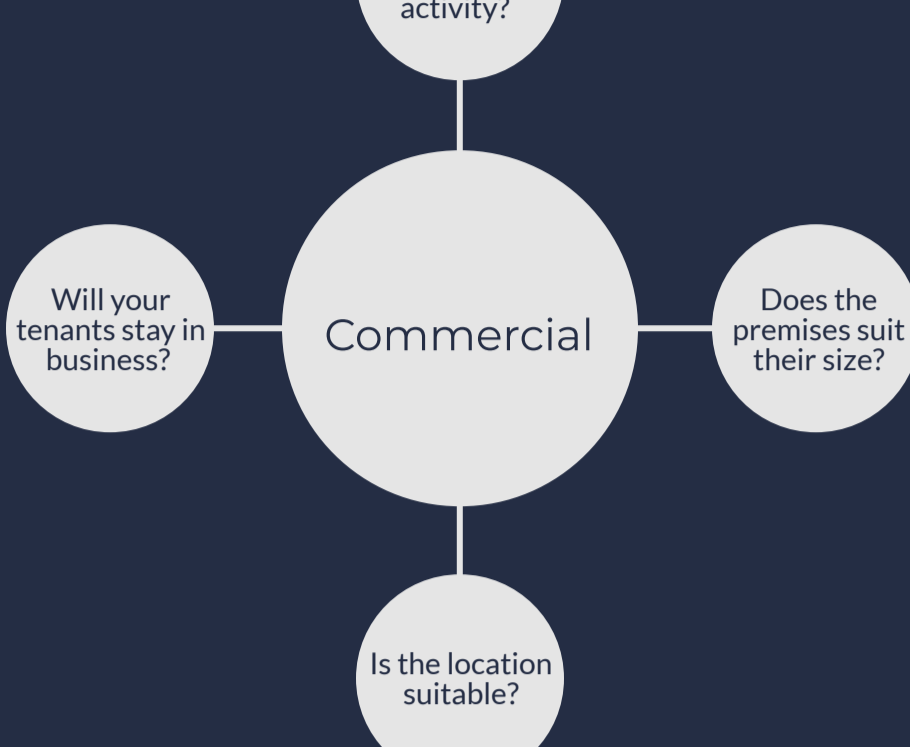 activity?
Will your
tenants stay in
business?
Commercial
Does the
premises suit
their size?
Is the location
suitable?